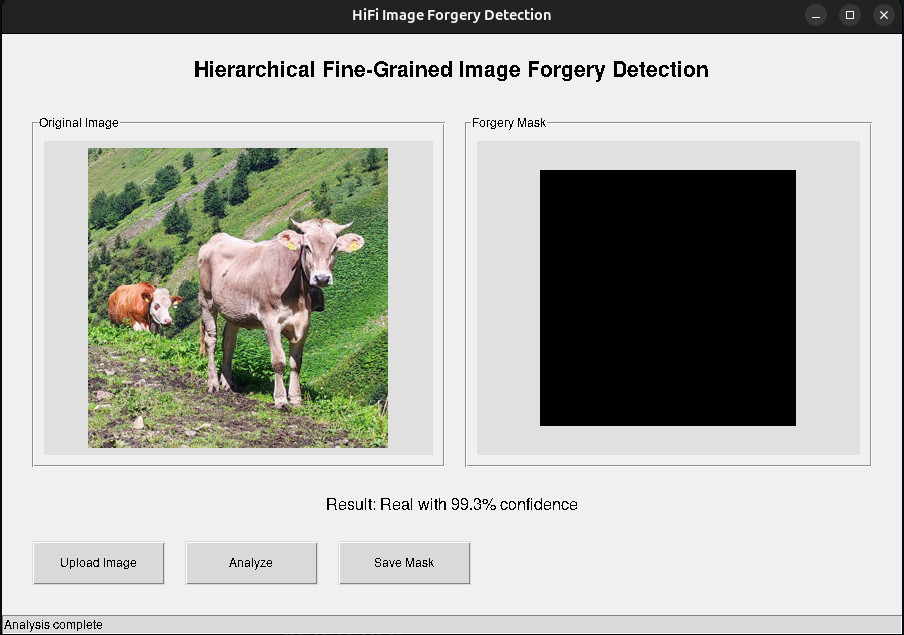 HiFi Image Forgery Detection
Hierarchical Fine-Grained Image Forgery Detection
Original Image
Forgery Mask
Result: Real with 99.3% confidence
Upload Image
Analyze
Save Mask
Analysis complete